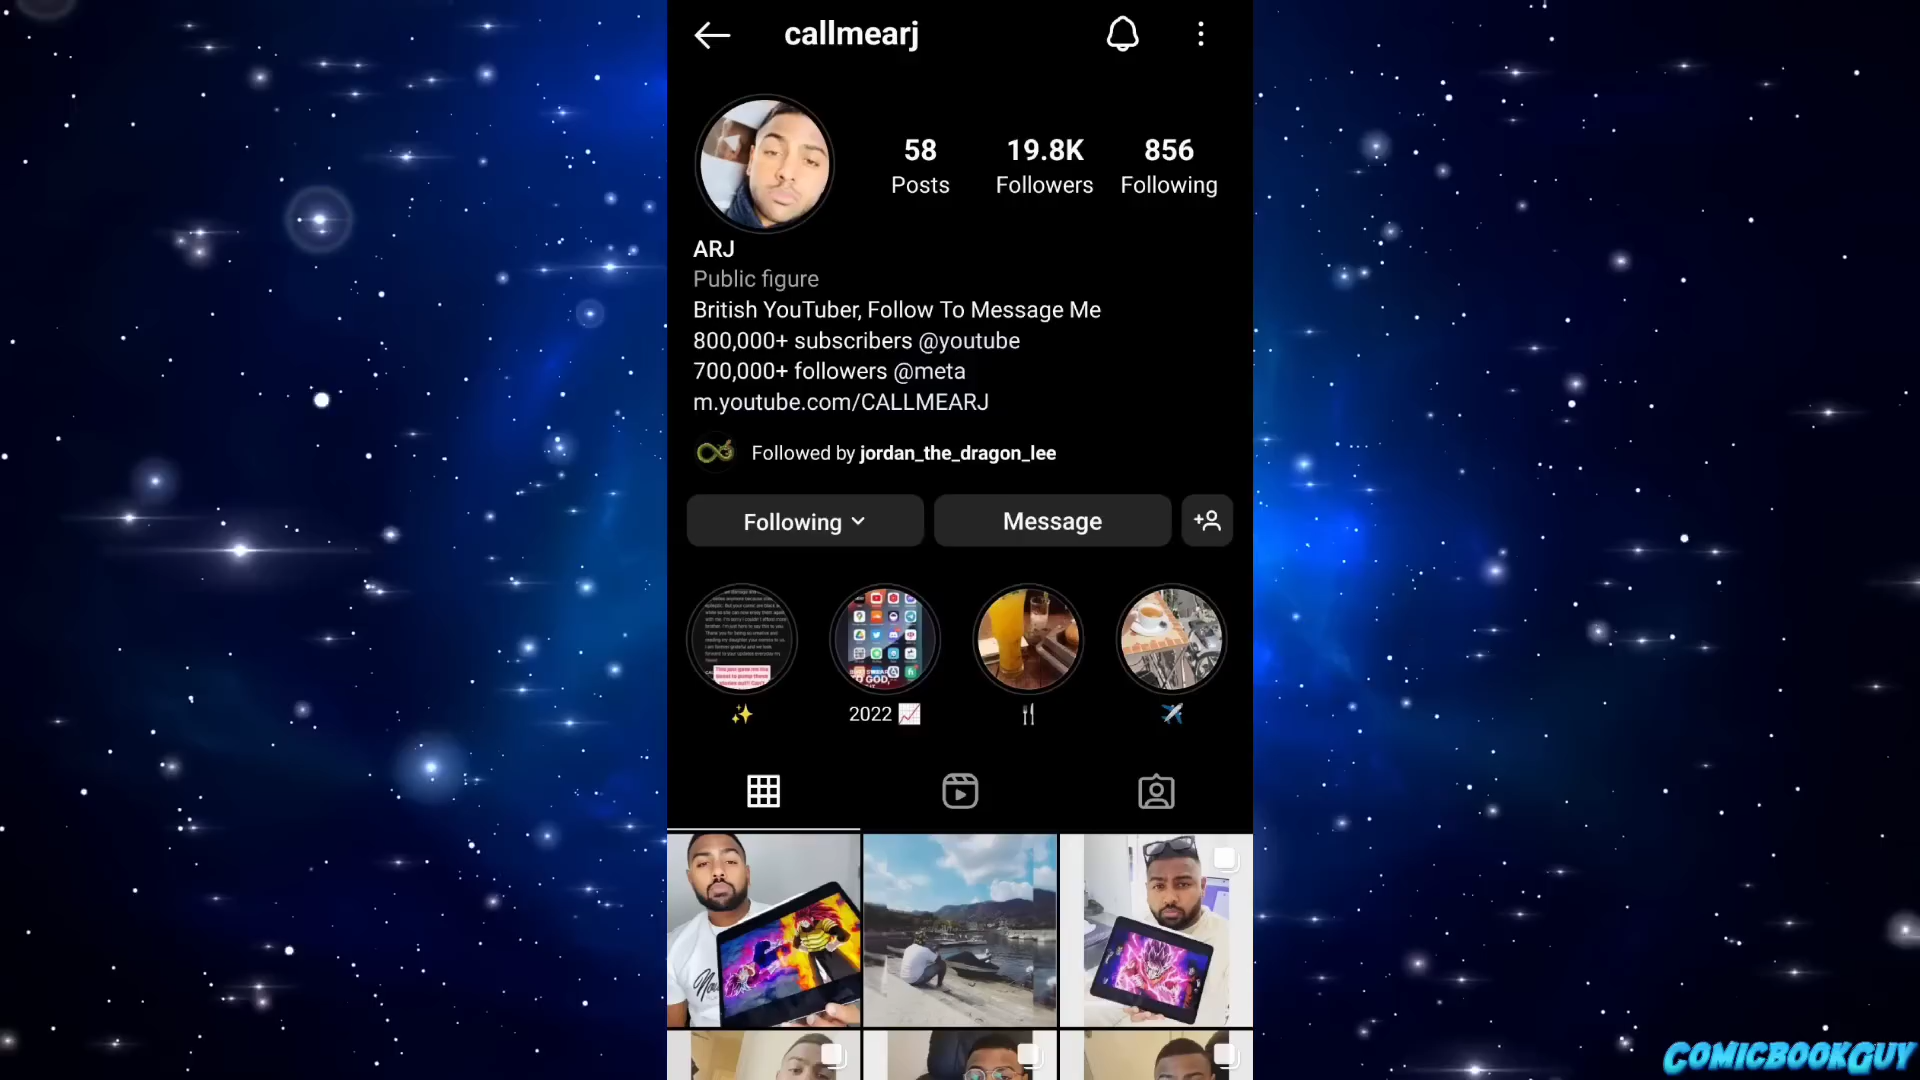 callmearj
58
19.8K
856
Posts
Followers
Following
ARJ
Public figure
British YouTuber, Follow To Message Me
800,000+ subscribers @youtube
700,000+ followers @meta
m.youtube.com/CALLMEARJ
Followed by jordan_the_dragon_lee
Following
Message
2022
COMICBOOKGUY